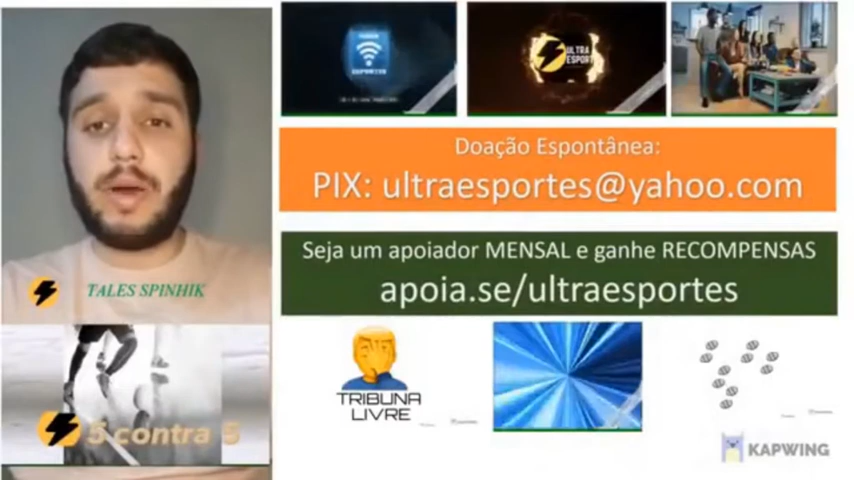 ULTRA
ESPORT
Doação Espontânea:
PIX: ultraesportes@yahoo.com
Seja um apoiador MENSAL e ganhe RECOMPENSAS
apoia.se/ultraesportes
TALES SPINHIK
5 contra 5
TRIBUNA
LIVRE
KAPWING